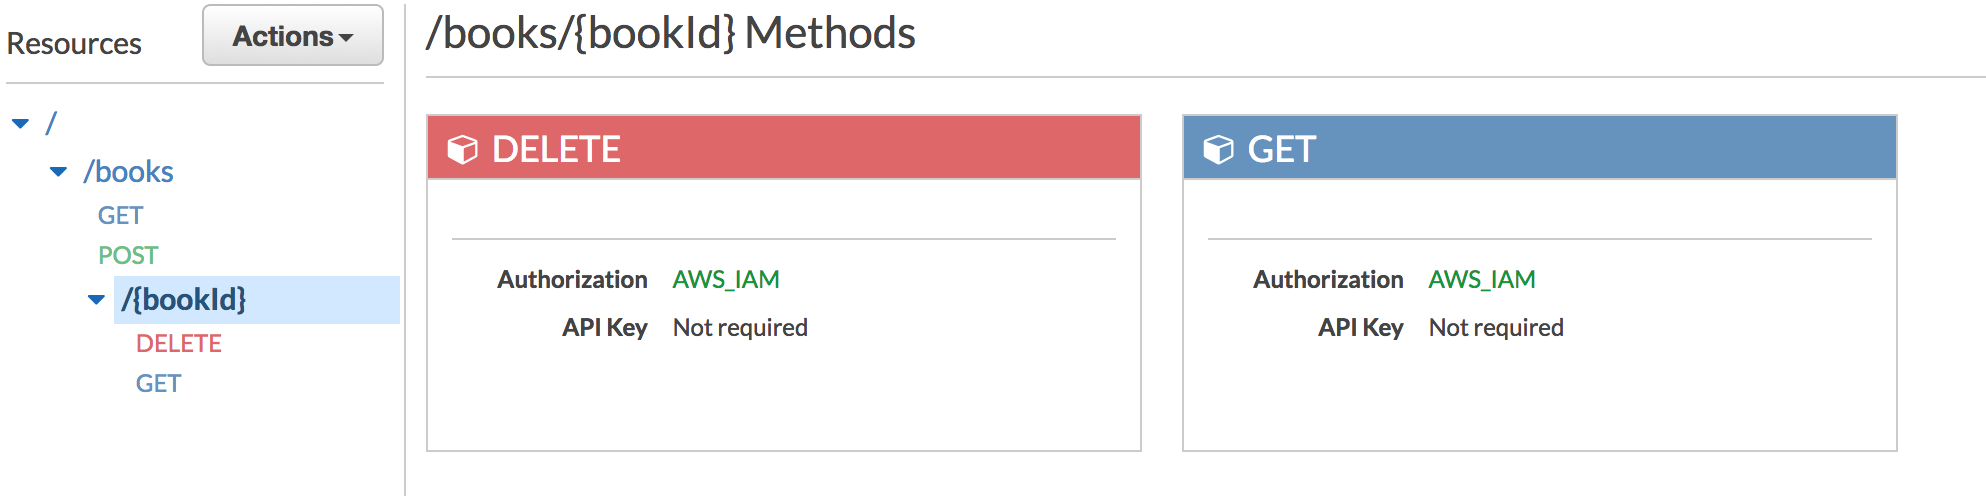 Resources
Actions
/
/books
GET
POST
/{bookId}
DELETE
GET
/books/{bookId} Methods
DELETE
Authorization AWS_IAM
API Key Not required
GET
Authorization AWS_IAM
API Key Not required